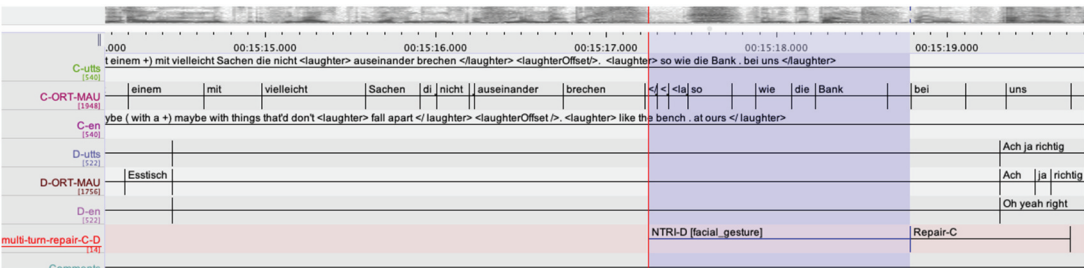 .000 00:15:15.000 00:15:16.000 00:15:17.000 00:15:18.000 00:15:19.000
C-utts [540] t einem +) mit vielleicht Sachen die nicht <laughter> auseinander brechen </laughter> <laughterOffset/>. <laughter> so wie die Bank . bei uns </laughter>
C-ORT-MAU [1948] einem mit vielleicht Sachen di nicht auseinander brechen </ < <la so wie die Bank bei uns
C-en [540] ybe ( with a +) maybe with things that'd don't <laughter> fall apart </ laughter> <laughterOffset />. <laughter> like the bench . at ours </ laughter>
D-utts [522] Ach ja richtig
D-ORT-MAU [1756] Esstisch Ach ja richtig
D-en [522] Oh yeah right
multi-turn-repair-C-D [14] NTRI-D [facial_gesture] Repair-C
Comments